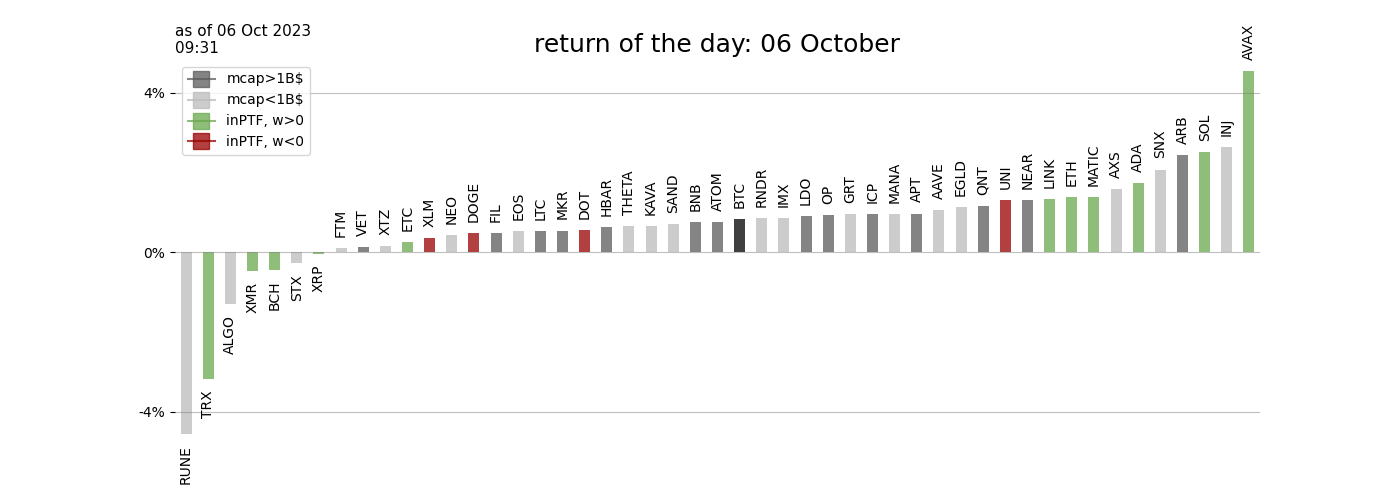 as of 06 Oct 2023
09:31
return of the day: 06 October
mcap>1B$
mcap<1B$
inPTF, w>0
inPTF, w<0
4%
0%
-4%
RUNE
TRX
ALGO
XMR
BCH
STX
XRP
FTM
VET
XTZ
ETC
XLM
NEO
DOGE
FIL
EOS
LTC
MKR
DOT
HBAR
THETA
KAVA
SAND
BNB
ATOM
BTC
RNDR
IMX
LDO
OP
GRT
ICP
MANA
APT
AAVE
EGLD
QNT
UNI
NEAR
LINK
ETH
MATIC
AXS
ADA
SNX
ARB
SOL
INJ
AVAX